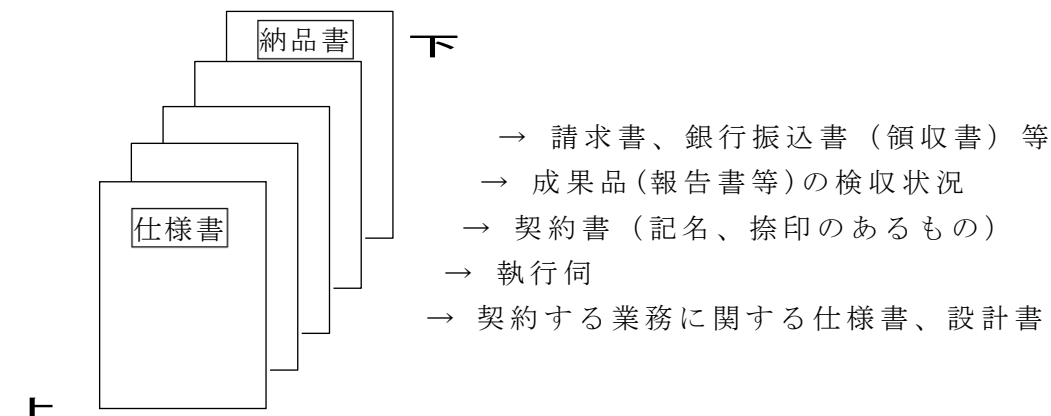 納品書
下
→ 請求書、銀行振込書（領収書）等
→ 成果品(報告書等)の検収状況
→ 契約書（記名、捺印のあるもの）
仕様書
→ 執行伺
→ 契約する業務に関する仕様書、設計書
上